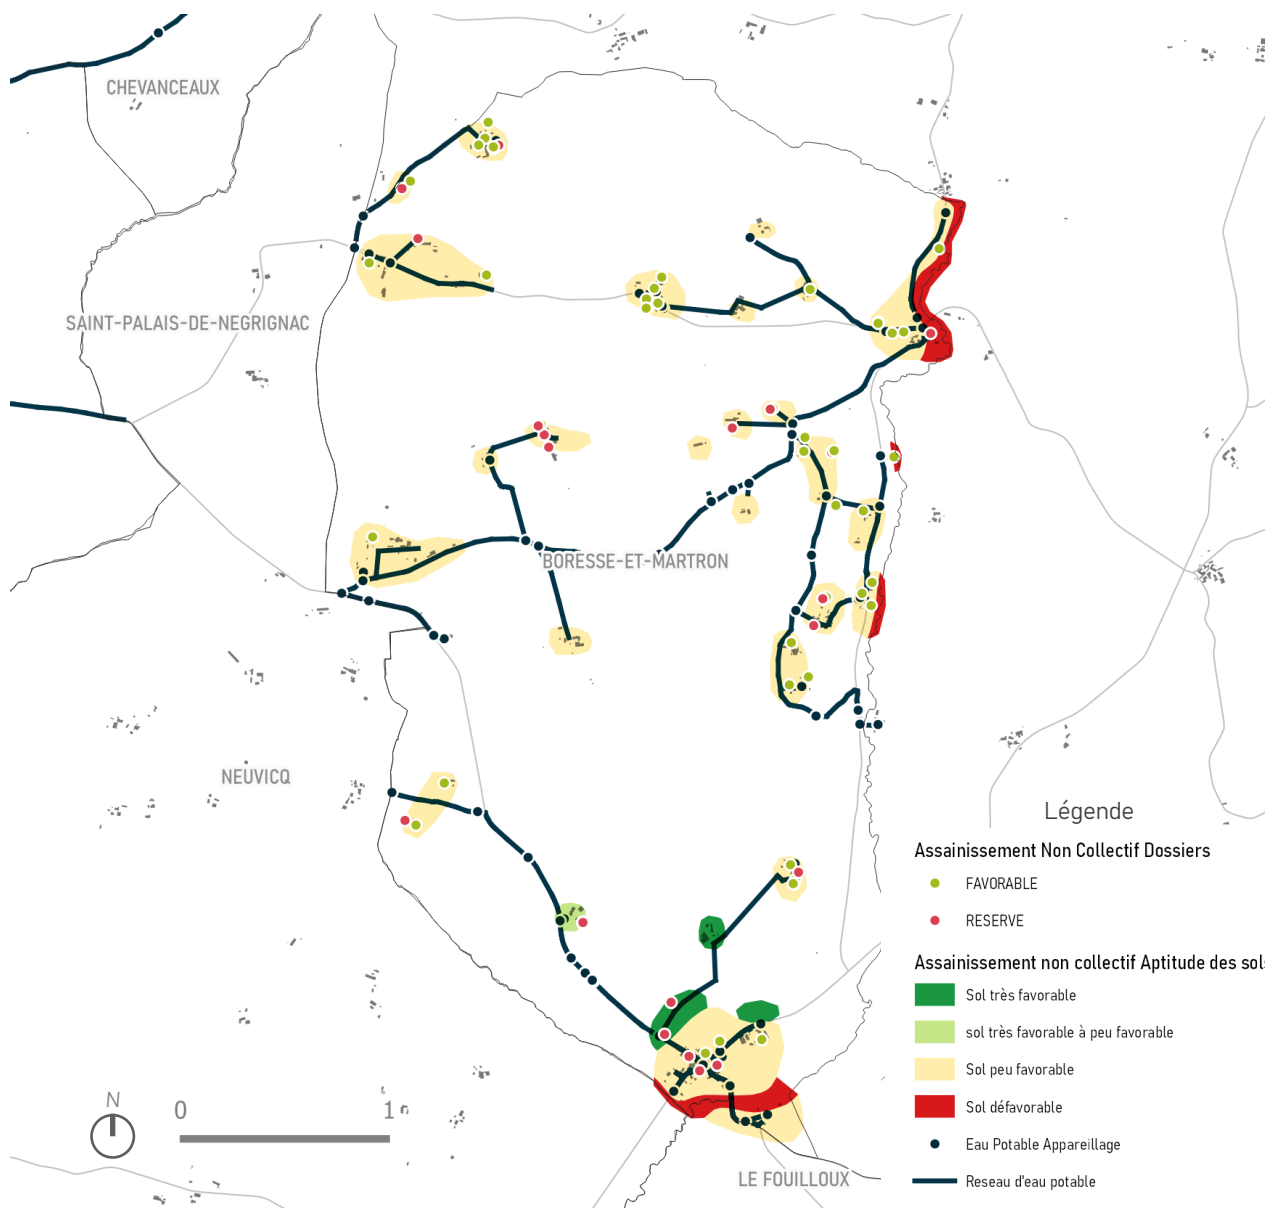 CHEVANCEAUX
SAINT-PALAIS-DE-NEGRIGNAC
BORESSE-ET-MARTRON
NEUVICQ
LE FOUILLOUX
N
0
1
Légende
Assainissement Non Collectif Dossiers
FAVORABLE
RESERVE
Assainissement non collectif Aptitude des sols
Sol très favorable
sol très favorable à peu favorable
Sol peu favorable
Sol défavorable
Eau Potable Appareillage
Reseau d'eau potable